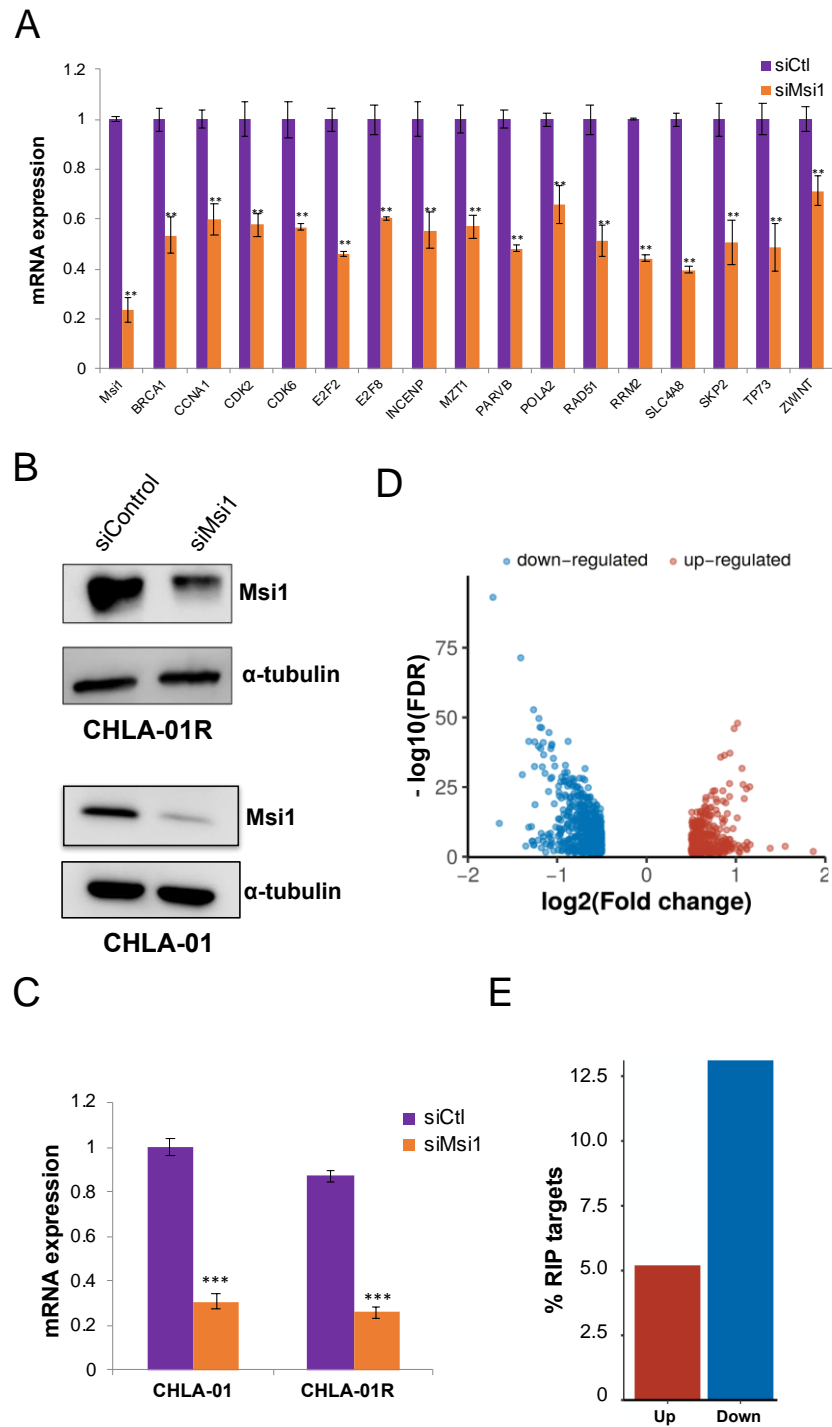 A
siCtl
siMsi1
mRNA expression
1.2
1
0.8
0.6
0.4
0.2
0
** ** ** ** ** ** ** ** ** ** ** ** ** ** ** ** **
Msi1 BRCA1 CCNA1 CDK2 CDK6 E2F2 E2F8 INCENP MZT1 PARVB POLA2 RAD51 RRM2 SLC4A8 SKP2 TP73 ZWINT
B
siControl siMsi1
Msi1
α-tubulin
CHLA-01R
Msi1
α-tubulin
CHLA-01
D
down-regulated up-regulated
- log10(FDR)
75
50
25
0
-2 -1 0 1 2
log2(Fold change)
C
siCtl
siMsi1
mRNA expression
1.2
1
0.8
0.6
0.4
0.2
0
*** ***
CHLA-01 CHLA-01R
E
% RIP targets
12.5
10.0
7.5
5.0
2.5
0
Up Down